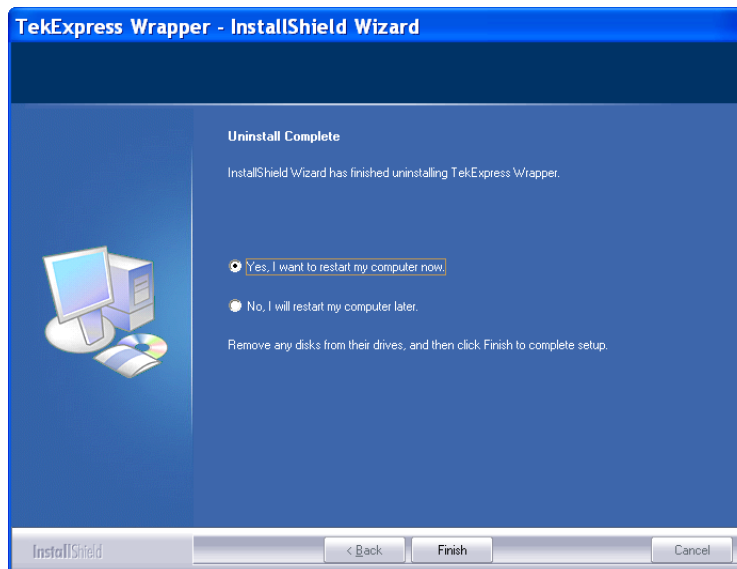 TekExpress Wrapper - InstallShield Wizard
Uninstall Complete
InstallShield Wizard has finished uninstalling TekExpress Wrapper.
Yes, I want to restart my computer now.
No, I will restart my computer later.
Remove any disks from their drives, and then click Finish to complete setup.
InstallShield
< Back Finish Cancel